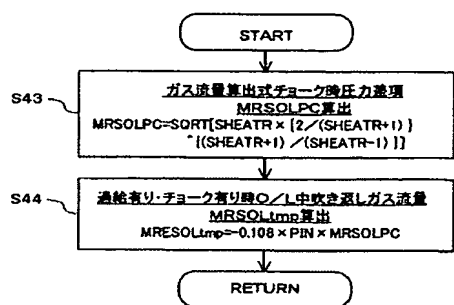 START
S43
ガス流量算出式チョーク時圧力差項
MRSOLPC算出
MRSOLPC=SQRT[SHEATR×{2/(SHEATR+1)}
^{(SHEATR+1)/(SHEATR-1)}]
S44
過給有り・チョーク有り時O/L中吹き返しガス流量
MRSOLtmp算出
MRESOLtmp=-0.108×PIN×MRSOLPC
RETURN